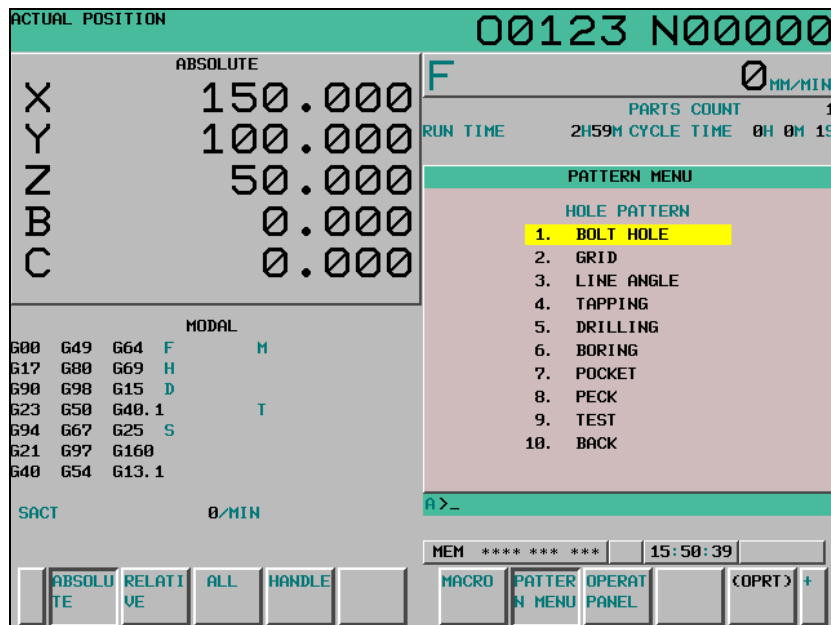 ACTUAL POSITION
O0123 N00000
ABSOLUTE
X 150.000
Y 100.000
Z 50.000
B 0.000
C 0.000
F 0 MM/MIN
PARTS COUNT 1
RUN TIME 2H59M CYCLE TIME 0H 0M 1S
PATTERN MENU
HOLE PATTERN
1. BOLT HOLE
2. GRID
3. LINE ANGLE
4. TAPPING
5. DRILLING
6. BORING
7. POCKET
8. PECK
9. TEST
10. BACK
MODAL
G00 G49 G64 F M
G17 G80 G69 H
G90 G98 G15 D
G23 G50 G40.1 T
G94 G67 G25 S
G21 G97 G160
G40 G54 G13.1
SACT 0/MIN
A>_
MEM **** *** *** 15:50:39
ABSOLU
TE
RELATI
VE
ALL
HANDLE
MACRO
PATTER
N MENU
OPERAT
PANEL
(OPRT)
+